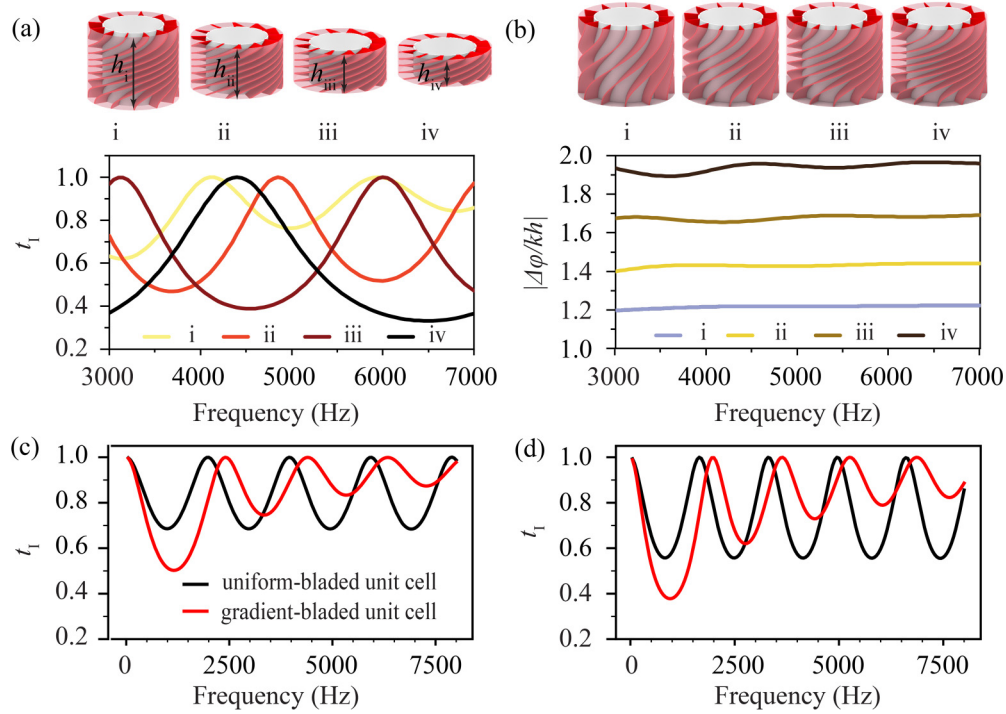 (a)
h_i
h_ii
h_iii
h_iv
i ii iii iv
1.0
0.8
0.6
0.4
0.2
t_I
i ii iii iv
3000 4000 5000 6000 7000
Frequency (Hz)
(b)
i ii iii iv
2.0
1.8
1.6
1.4
1.2
1.0
|Δφ/kh|
i ii iii iv
3000 4000 5000 6000 7000
Frequency (Hz)
(c)
1.0
0.8
0.6
0.4
0.2
t_I
uniform-bladed unit cell
gradient-bladed unit cell
0 2500 5000 7500
Frequency (Hz)
(d)
1.0
0.8
0.6
0.4
0.2
t_I
0 2500 5000 7500
Frequency (Hz)